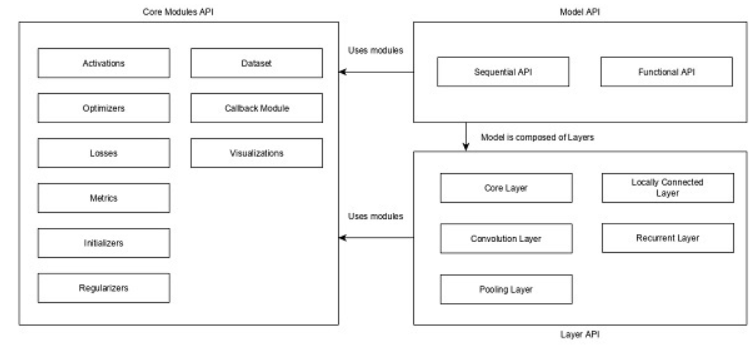 Core Modules API
Activations
Dataset
Optimizers
Callback Module
Losses
Visualizations
Metrics
Initializers
Regularizers
Uses modules
Uses modules
Model API
Sequential API
Functional API
Model is composed of Layers
Core Layer
Locally Connected
Layer
Convolution Layer
Recurrent Layer
Pooling Layer
Layer API